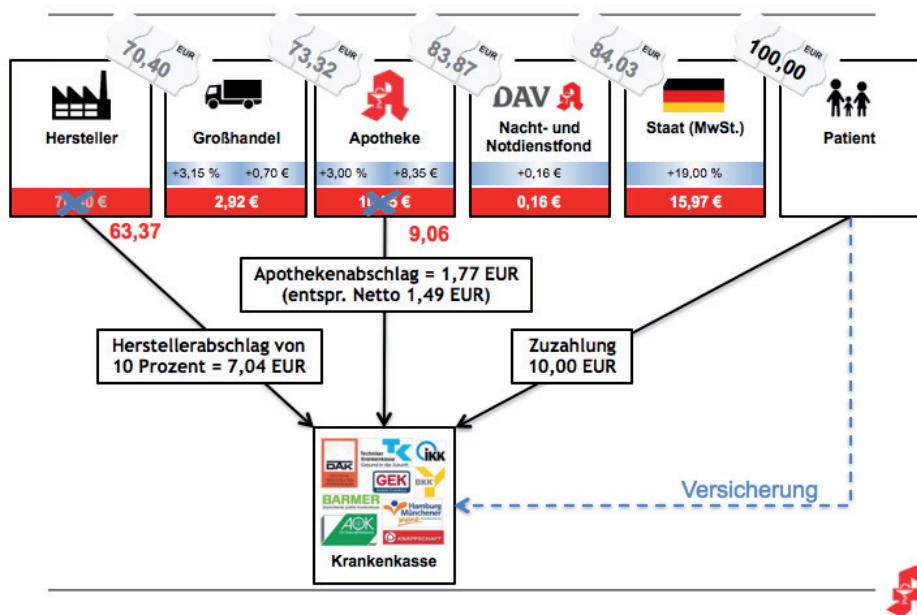 70,40 EUR
73,32 EUR
83,87 EUR
84,03 EUR
100,00 EUR
Hersteller
Großhandel
+3,15 % +0,70 €
2,92 €
Apotheke
+3,00 % +8,35 €
DAV
Nacht- und
Notdienstfond
+0,16 €
0,16 €
Staat (MwSt.)
+19,00 %
15,97 €
Patient
63,37
9,06
Apothekenabschlag = 1,77 EUR
(entspr. Netto 1,49 EUR)
Herstellerabschlag von
10 Prozent = 7,04 EUR
Zuzahlung
10,00 EUR
Versicherung
DAK
Techniker
Krankenkasse
Gesund in die Zukunft.
TK
IKK
GEK
BKK
BARMER
Hamburg
Münchener
AOK
KNAPPSCHAFT
Krankenkasse